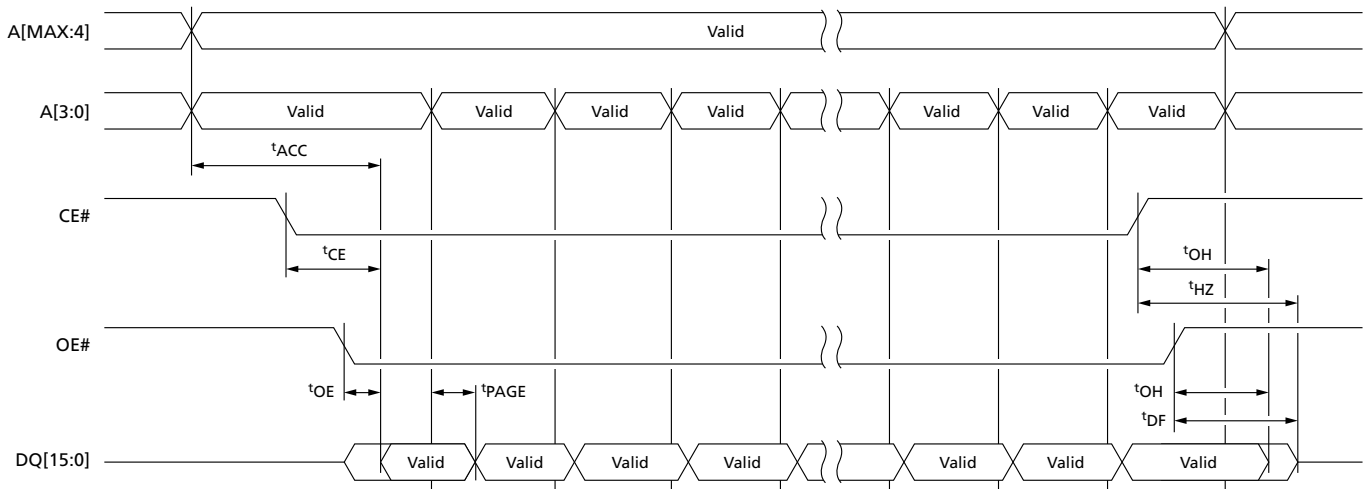 A[MAX:4]
Valid
A[3:0]
Valid Valid Valid Valid Valid Valid Valid
tACC
CE#
tCE
tOH
tHZ
OE#
tOE
tPAGE
tOH
tDF
DQ[15:0]
Valid Valid Valid Valid Valid Valid Valid